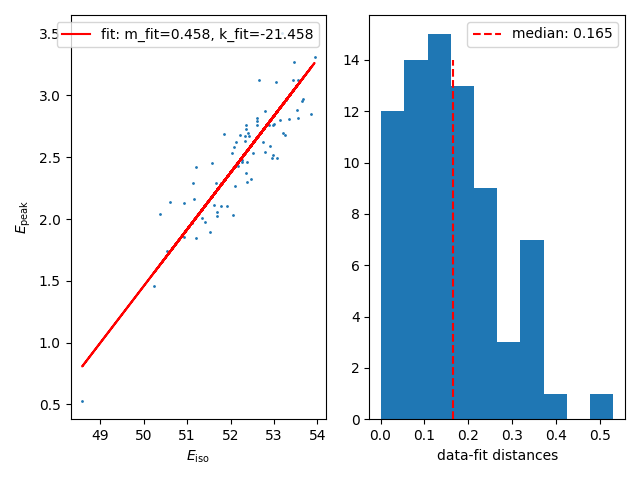 fit: m_fit=0.458, k_fit=-21.458
3.5
3.0
2.5
2.0
1.5
1.0
0.5
E_peak
49 50 51 52 53 54
E_iso
median: 0.165
14
12
10
8
6
4
2
0
0.0 0.1 0.2 0.3 0.4 0.5
data-fit distances